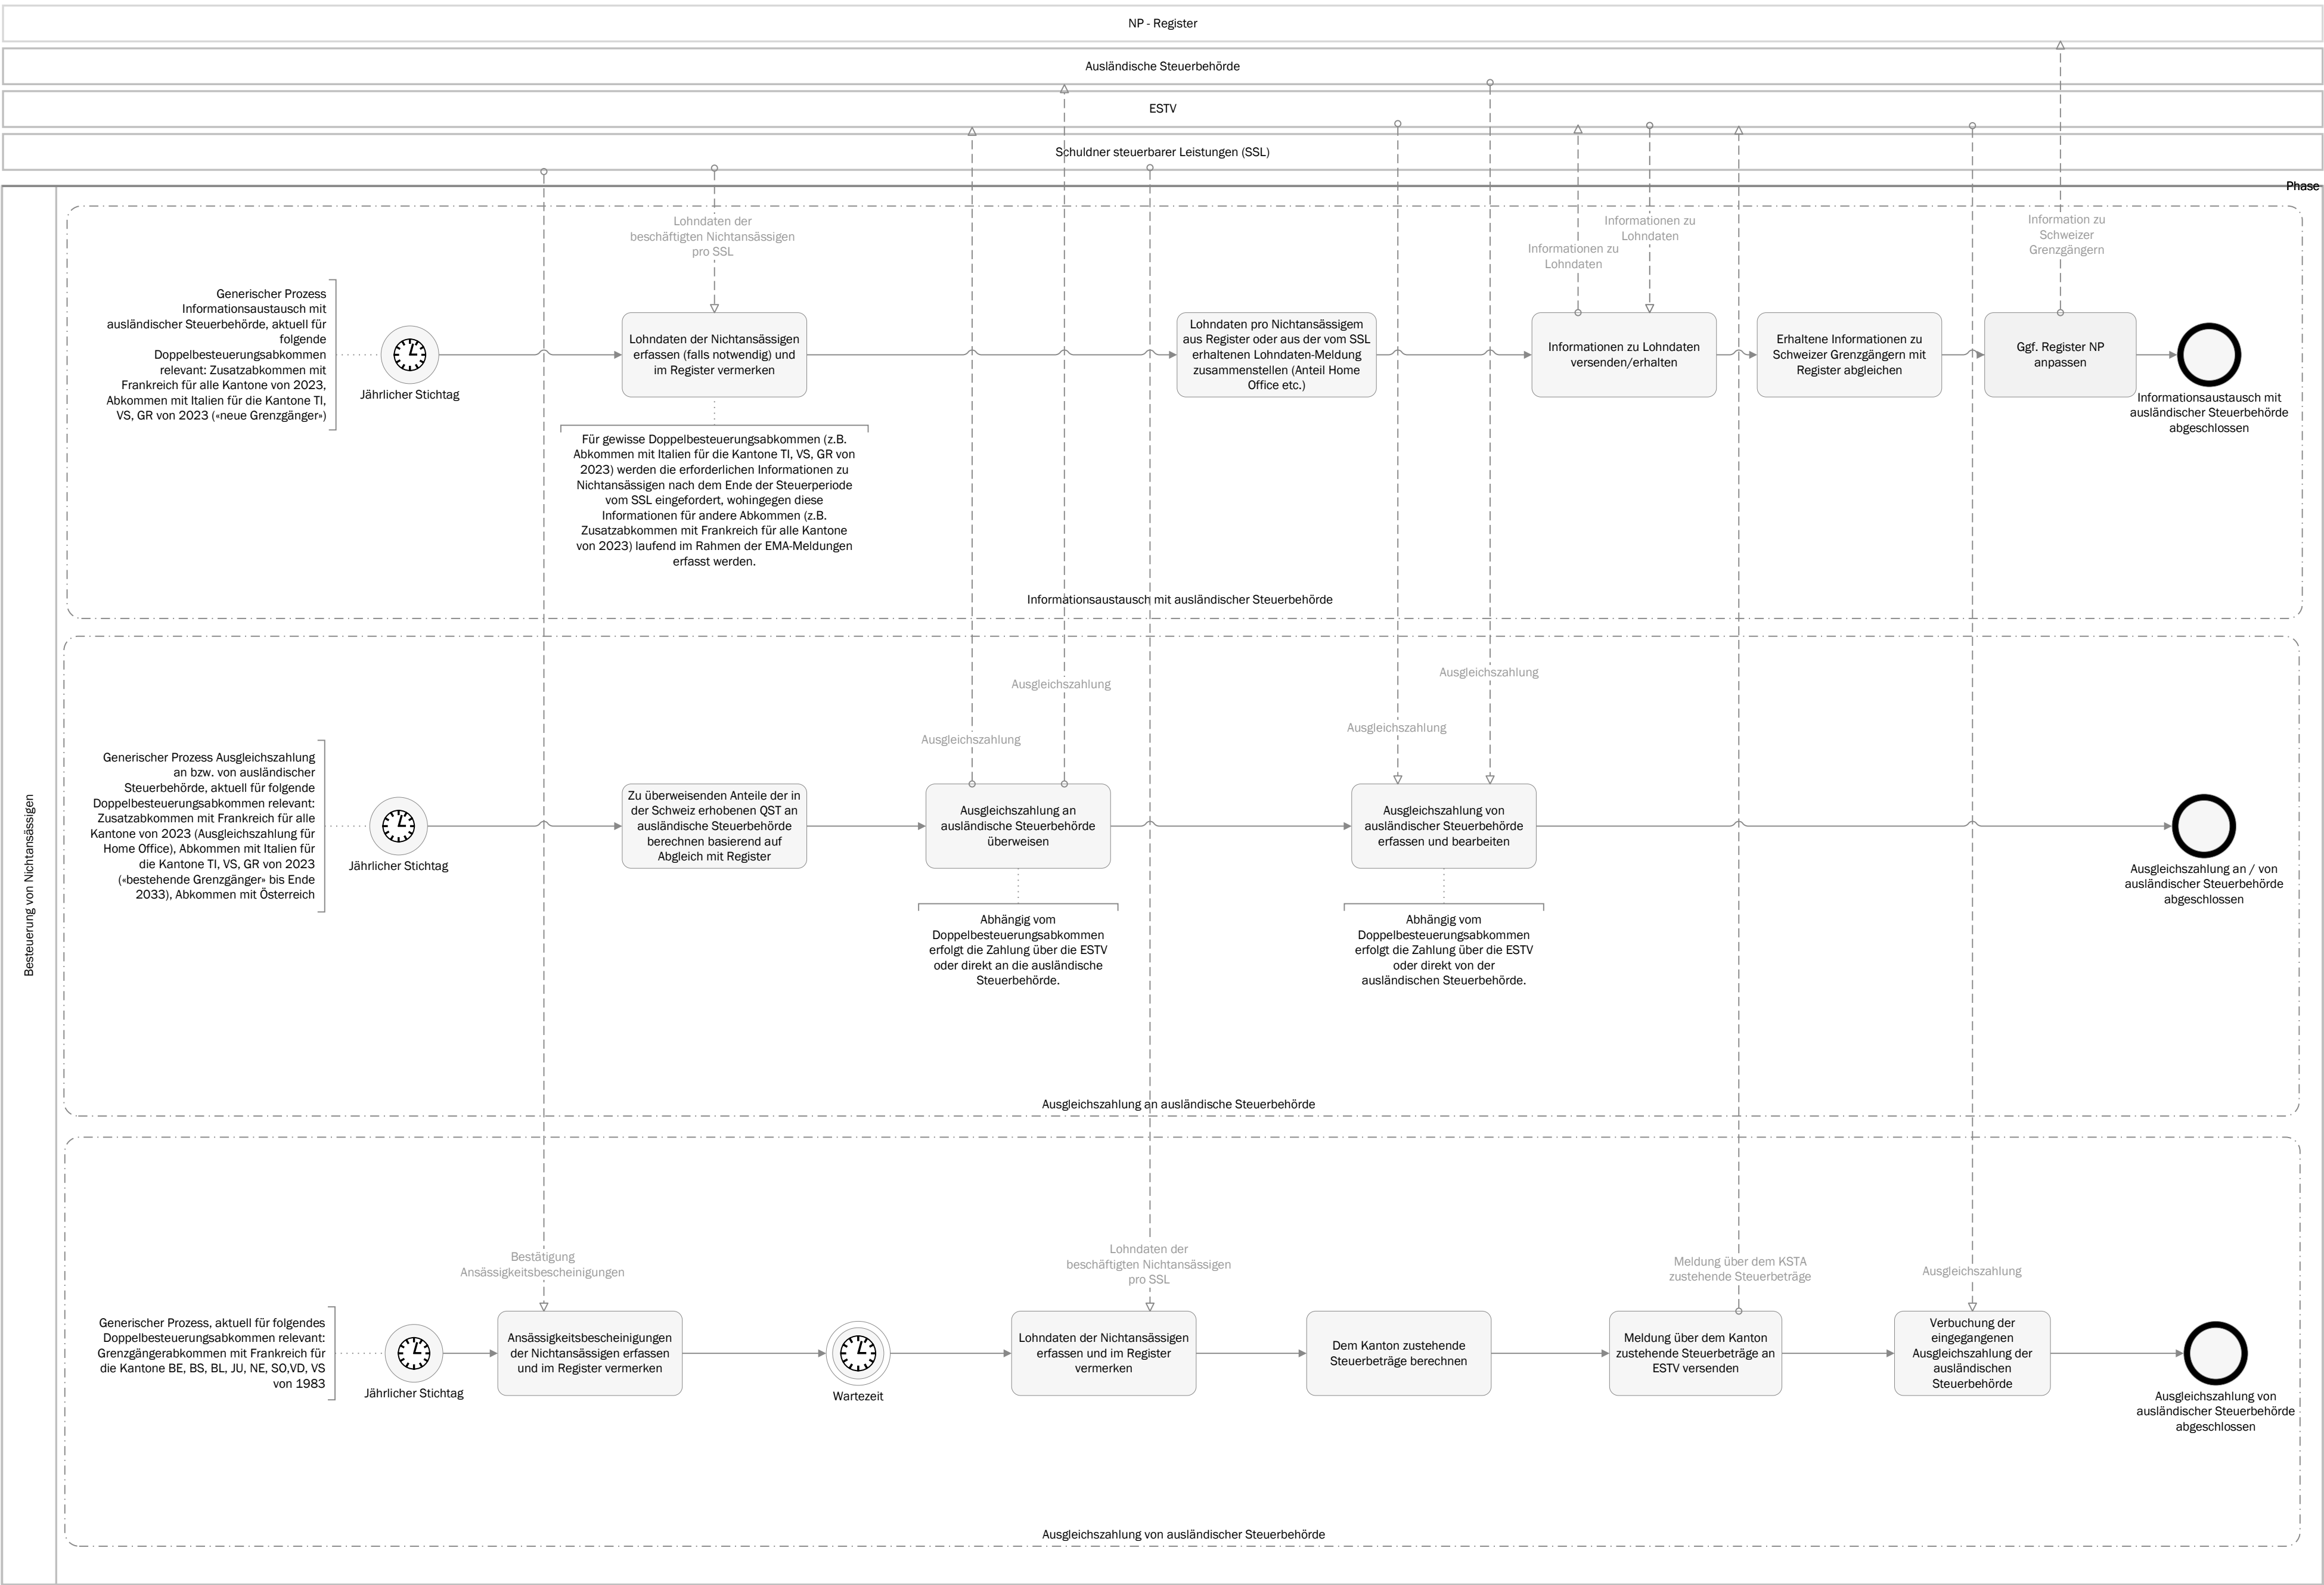 NP - Register
Ausländische Steuerbehörde
ESTV
Schuldner steuerbarer Leistungen (SSL)
Phase
Besteuerung von Nichtansässigen
Generischer Prozess
Informationsaustausch mit
ausländischer Steuerbehörde, aktuell für
folgende
Doppelbesteuerungsabkommen
relevant: Zusatzabkommen mit
Frankreich für alle Kantone von 2023,
Abkommen mit Italien für die Kantone TI,
VS, GR von 2023 («neue Grenzgänger»)
Jährlicher Stichtag
Lohndaten der
beschäftigten Nichtansässigen
pro SSL
Lohndaten der Nichtansässigen
erfassen (falls notwendig) und
im Register vermerken
Für gewisse Doppelbesteuerungsabkommen (z.B.
Abkommen mit Italien für die Kantone TI, VS, GR von
2023) werden die erforderlichen Informationen zu
Nichtansässigen nach dem Ende der Steuerperiode
vom SSL eingefordert, wohingegen diese
Informationen für andere Abkommen (z.B.
Zusatzabkommen mit Frankreich für alle Kantone
von 2023) laufend im Rahmen der EMA-Meldungen
erfasst werden.
Lohndaten pro Nichtansässigem
aus Register oder aus der vom SSL
erhaltenen Lohndaten-Meldung
zusammenstellen (Anteil Home
Office etc.)
Informationen zu
Lohndaten
Informationen zu
Lohndaten
Informationen zu Lohndaten
versenden/erhalten
Erhaltene Informationen zu
Schweizer Grenzgängern mit
Register abgleichen
Information zu
Schweizer
Grenzgängern
Ggf. Register NP
anpassen
Informationsaustausch mit
ausländischer Steuerbehörde
abgeschlossen
Informationsaustausch mit ausländischer Steuerbehörde
Generischer Prozess Ausgleichszahlung
an bzw. von ausländischer
Steuerbehörde, aktuell für folgende
Doppelbesteuerungsabkommen relevant:
Zusatzabkommen mit Frankreich für alle
Kantone von 2023 (Ausgleichszahlung für
Home Office), Abkommen mit Italien für
die Kantone TI, VS, GR von 2023
(«bestehende Grenzgänger» bis Ende
2033), Abkommen mit Österreich
Jährlicher Stichtag
Zu überweisenden Anteile der in
der Schweiz erhobenen QST an
ausländische Steuerbehörde
berechnen basierend auf
Abgleich mit Register
Ausgleichszahlung
Ausgleichszahlung
Ausgleichszahlung an
ausländische Steuerbehörde
überweisen
Abhängig vom
Doppelbesteuerungsabkommen
erfolgt die Zahlung über die ESTV
oder direkt an die ausländische
Steuerbehörde.
Ausgleichszahlung
Ausgleichszahlung
Ausgleichszahlung von
ausländischer Steuerbehörde
erfassen und bearbeiten
Abhängig vom
Doppelbesteuerungsabkommen
erfolgt die Zahlung über die ESTV
oder direkt von der
ausländischen Steuerbehörde.
Ausgleichszahlung an / von
ausländischer Steuerbehörde
abgeschlossen
Ausgleichszahlung an ausländische Steuerbehörde
Generischer Prozess, aktuell für folgendes
Doppelbesteuerungsabkommen relevant:
Grenzgängerabkommen mit Frankreich für
die Kantone BE, BS, BL, JU, NE, SO,VD, VS
von 1983
Jährlicher Stichtag
Bestätigung
Ansässigkeitsbescheinigungen
Ansässigkeitsbescheinigungen
der Nichtansässigen erfassen
und im Register vermerken
Wartezeit
Lohndaten der
beschäftigten Nichtansässigen
pro SSL
Lohndaten der Nichtansässigen
erfassen und im Register
vermerken
Dem Kanton zustehende
Steuerbeträge berechnen
Meldung über dem KSTA
zustehende Steuerbeträge
Meldung über dem Kanton
zustehende Steuerbeträge an
ESTV versenden
Ausgleichszahlung
Verbuchung der
eingegangenen
Ausgleichszahlung der
ausländischen
Steuerbehörde
Ausgleichszahlung von
ausländischer Steuerbehörde
abgeschlossen
Ausgleichszahlung von ausländischer Steuerbehörde